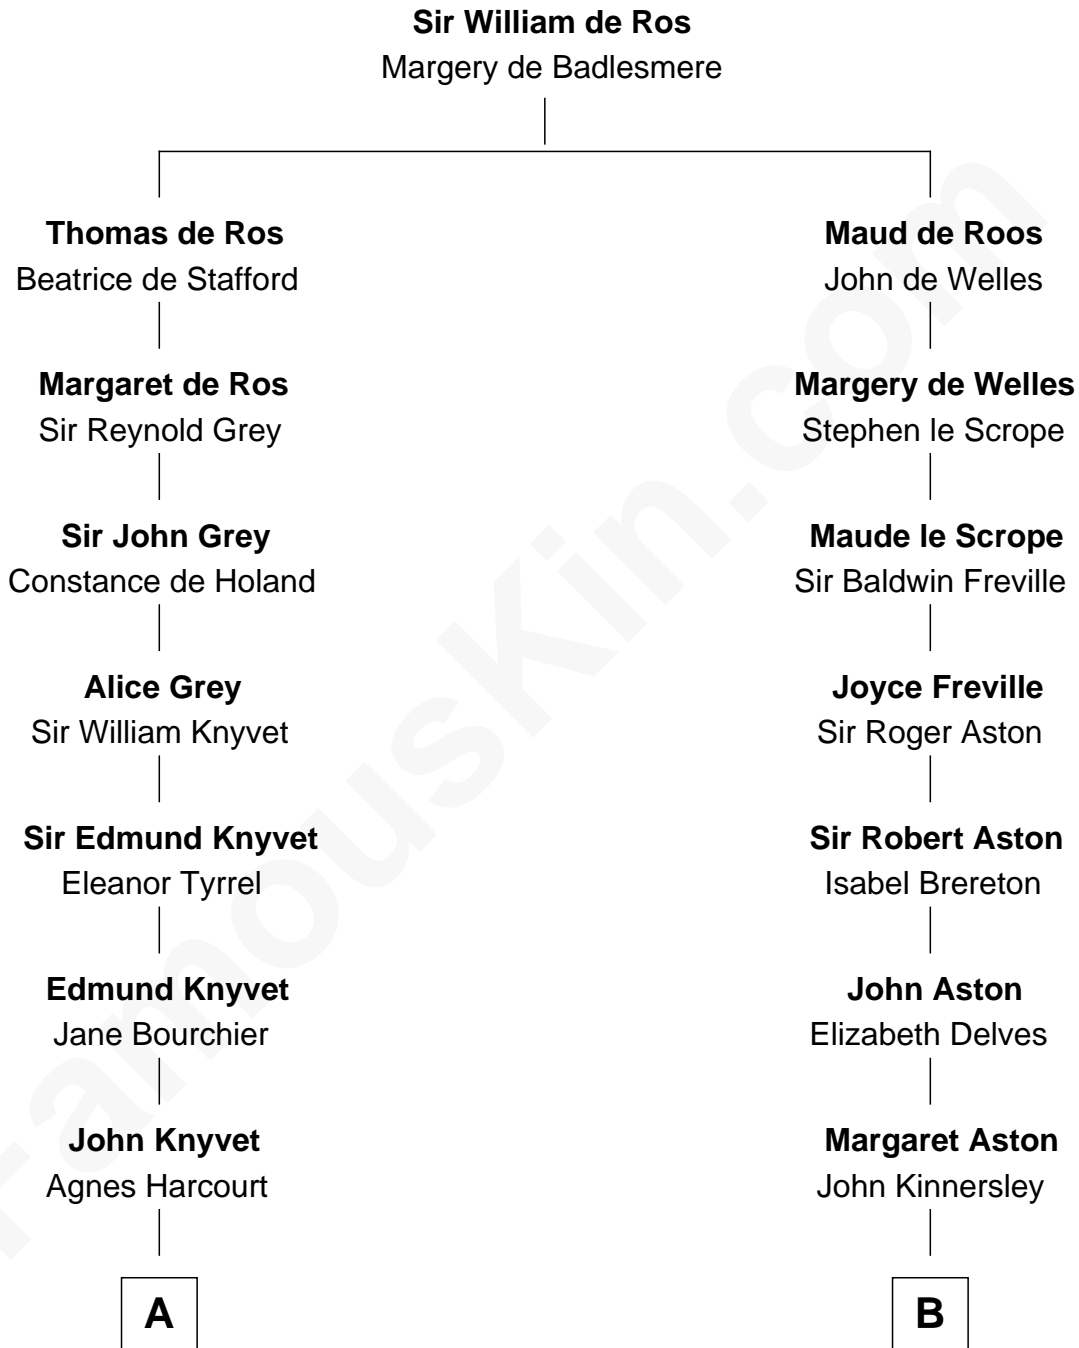 Sir William de Ros
Margery de Badlesmere
Thomas de Ros
Beatrice de Stafford
Margaret de Ros
Sir Reynold Grey
Sir John Grey
Constance de Holand
Alice Grey
Sir William Knyvet
Sir Edmund Knyvet
Eleanor Tyrrel
Edmund Knyvet
Jane Bourchier
John Knyvet
Agnes Harcourt
A
Maud de Roos
John de Welles
Margery de Welles
Stephen le Scrope
Maude le Scrope
Sir Baldwin Freville
Joyce Freville
Sir Roger Aston
Sir Robert Aston
Isabel Brereton
John Aston
Elizabeth Delves
Margaret Aston
John Kinnersley
B
FamousKin.com